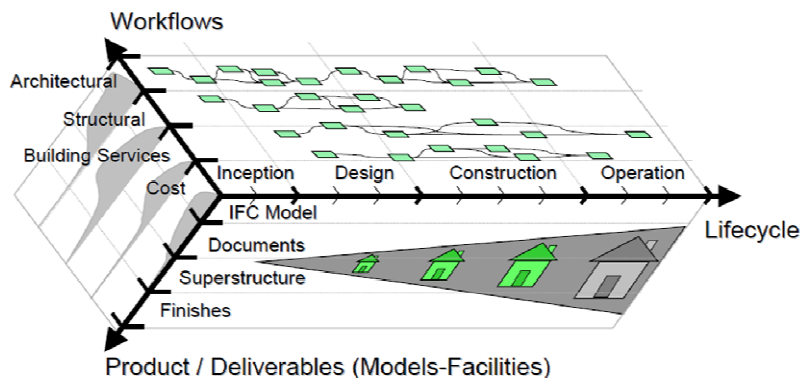 Workflows
Architectural
Structural
Building Services
Cost
Inception
Design
Construction
Operation
Lifecycle
IFC Model
Documents
Superstructure
Finishes
Product / Deliverables (Models-Facilities)